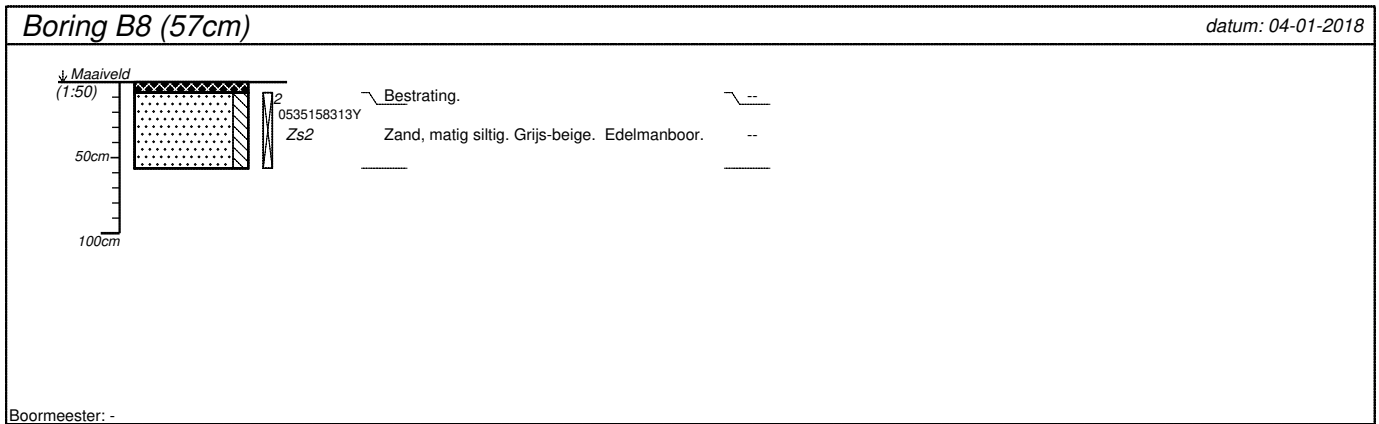 Boring B8 (57cm) datum: 04-01-2018
Maaiveld
(1:50)
2 Bestrating. --
0535158313Y
Zs2 Zand, matig siltig. Grijs-beige. Edelmanboor. --
50cm
100cm
Boormeester: -